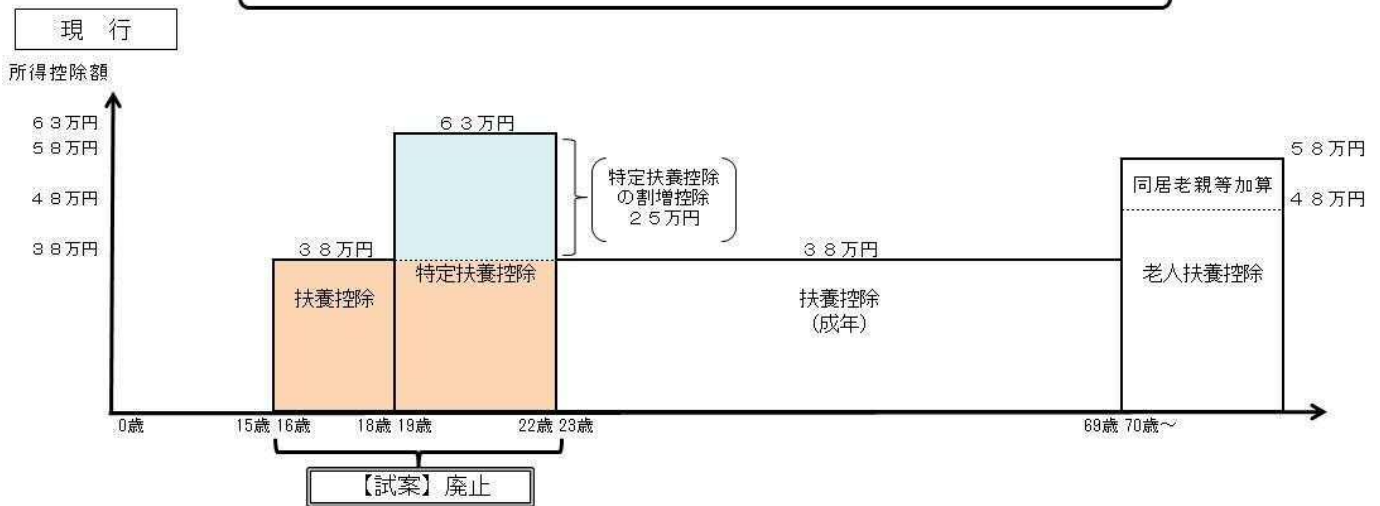 現　行
所得控除額
６３万円
５８万円
４８万円
３８万円
６３万円
特定扶養控除
の割増控除
２５万円
５８万円
同居老親等加算
４８万円
３８万円
扶養控除
特定扶養控除
３８万円
扶養控除
(成年)
老人扶養控除
0歳
15歳 16歳
18歳 19歳
22歳 23歳
69歳 70歳～
【試案】廃止